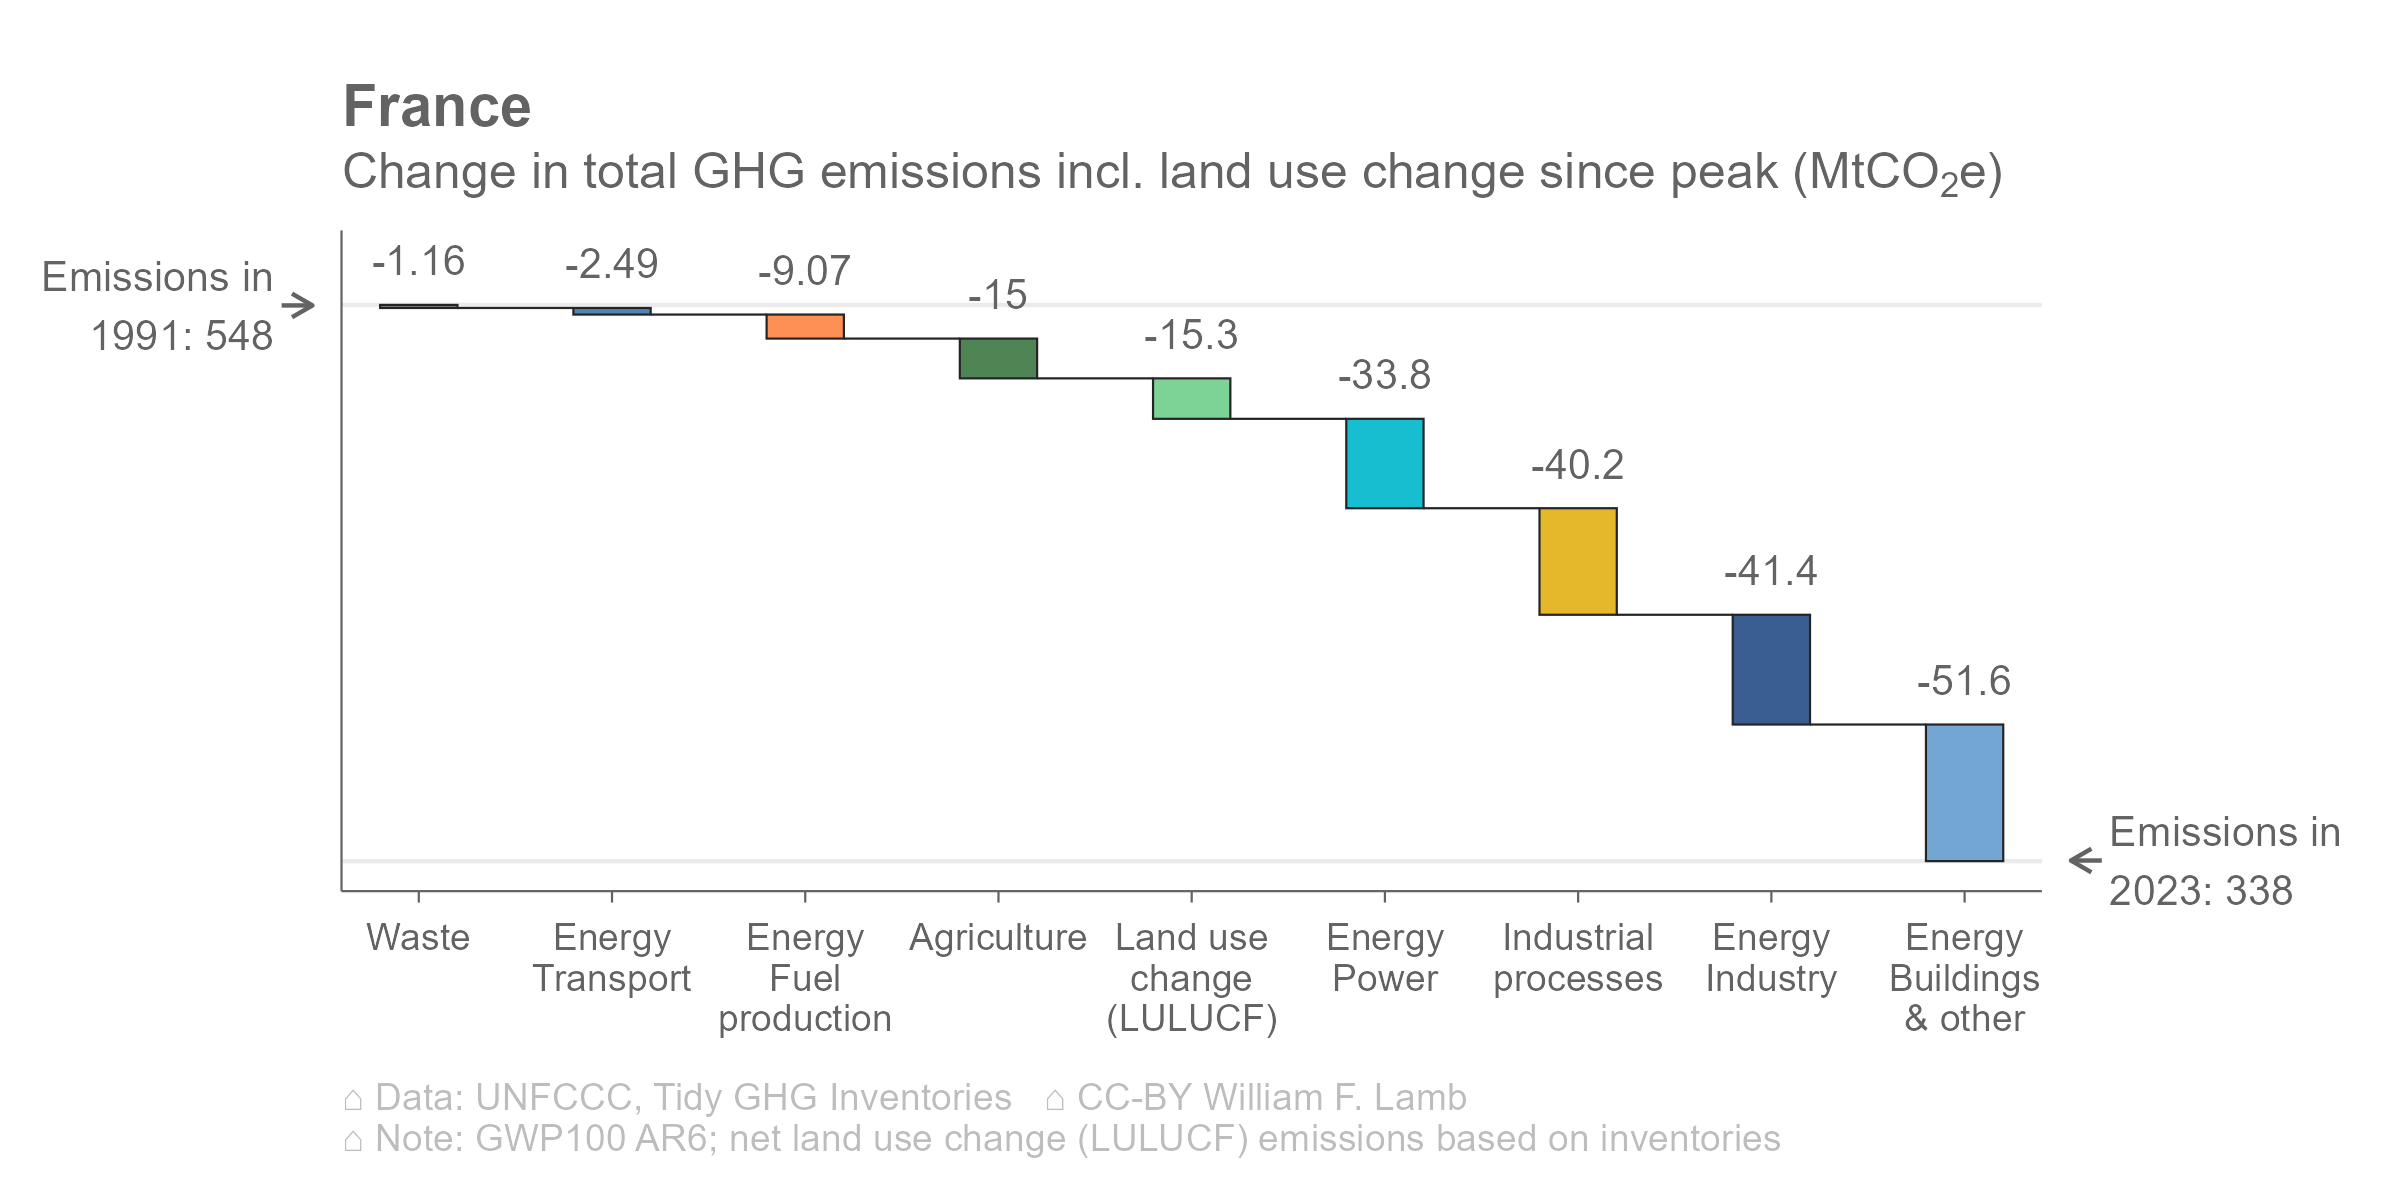 France
Change in total GHG emissions incl. land use change since peak (MtCO₂e)
Emissions in
1991: 548
-1.16
-2.49
-9.07
-15
-15.3
-33.8
-40.2
-41.4
-51.6
Emissions in
2023: 338
Waste
Energy
Transport
Energy
Fuel
production
Agriculture
Land use
change
(LULUCF)
Energy
Power
Industrial
processes
Energy
Industry
Energy
Buildings
& other
⌂ Data: UNFCCC, Tidy GHG Inventories ⌂ CC-BY William F. Lamb
⌂ Note: GWP100 AR6; net land use change (LULUCF) emissions based on inventories